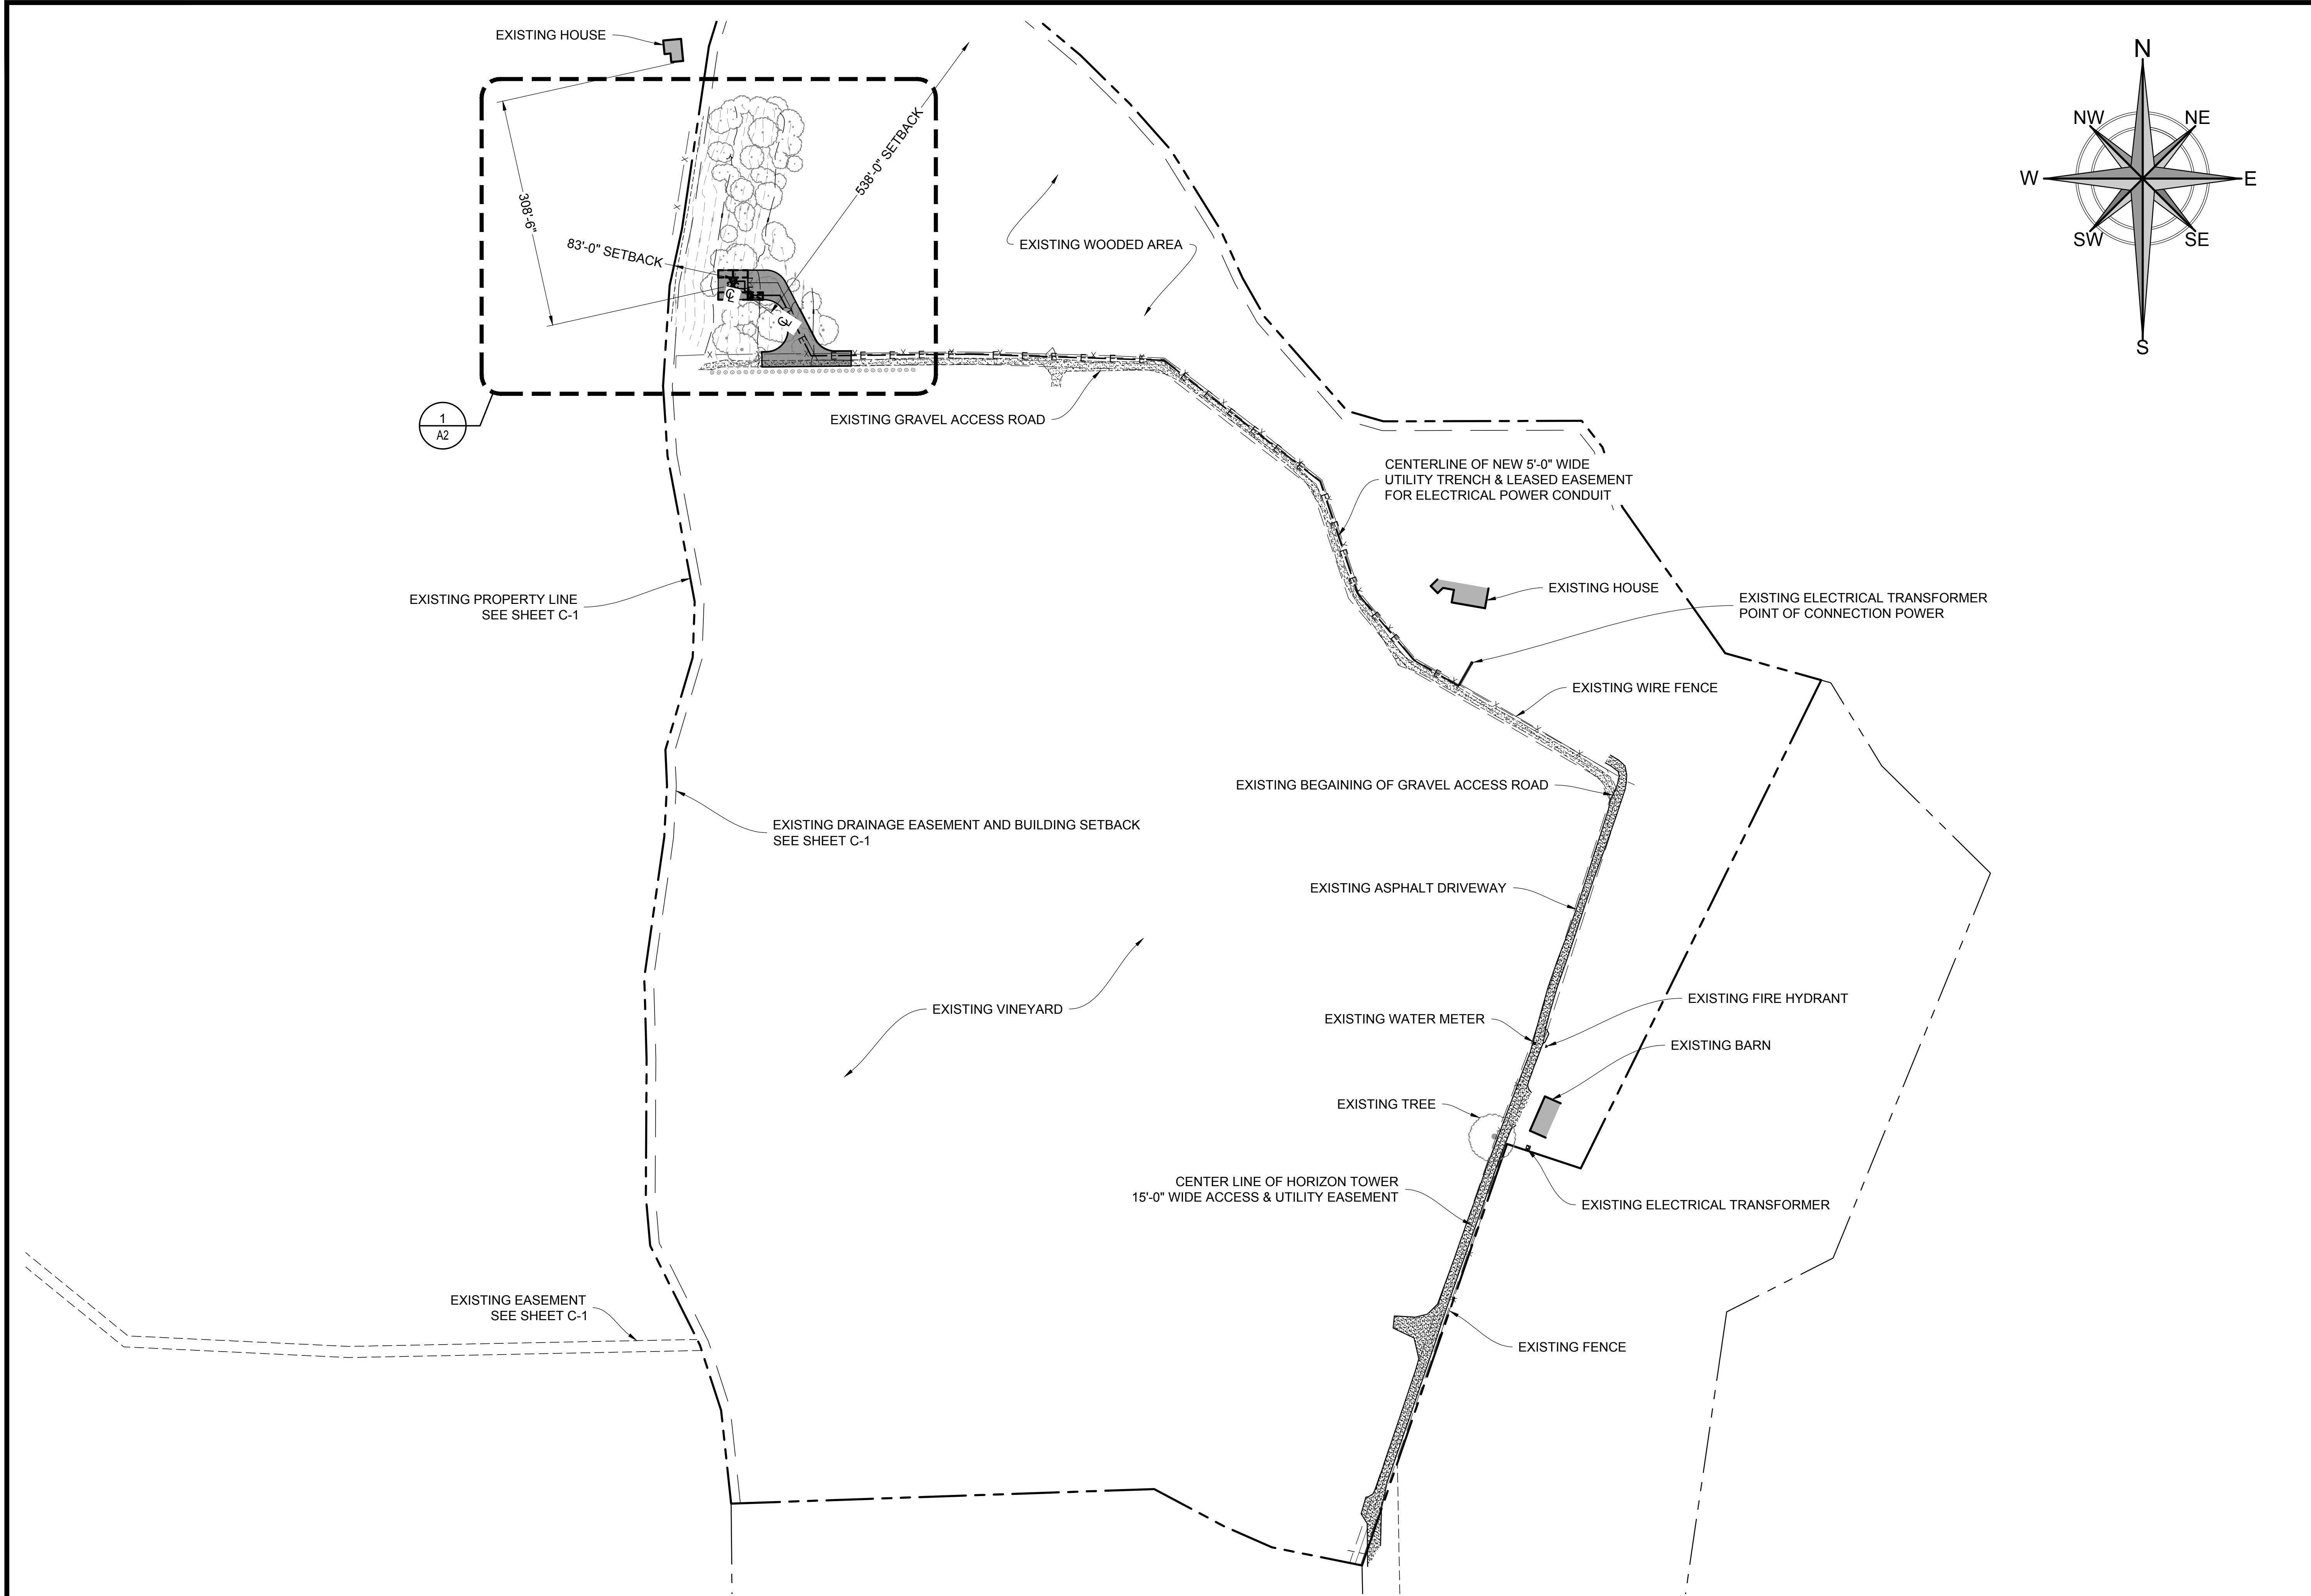 EXISTING HOUSE
N
NW
NE
W
E
SW
SE
S
538'-0" SETBACK
308'-6"
83'-0" SETBACK
EXISTING WOODED AREA
EXISTING GRAVEL ACCESS ROAD
1
A2
CENTERLINE OF NEW 5'-0" WIDE
UTILITY TRENCH & LEASED EASEMENT
FOR ELECTRICAL POWER CONDUIT
EXISTING HOUSE
EXISTING PROPERTY LINE
SEE SHEET C-1
EXISTING ELECTRICAL TRANSFORMER
POINT OF CONNECTION POWER
EXISTING WIRE FENCE
EXISTING BEGAINING OF GRAVEL ACCESS ROAD
EXISTING DRAINAGE EASEMENT AND BUILDING SETBACK
SEE SHEET C-1
EXISTING ASPHALT DRIVEWAY
EXISTING VINEYARD
EXISTING FIRE HYDRANT
EXISTING WATER METER
EXISTING BARN
EXISTING TREE
CENTER LINE OF HORIZON TOWER
15'-0" WIDE ACCESS & UTILITY EASEMENT
EXISTING ELECTRICAL TRANSFORMER
EXISTING EASEMENT
SEE SHEET C-1
EXISTING FENCE